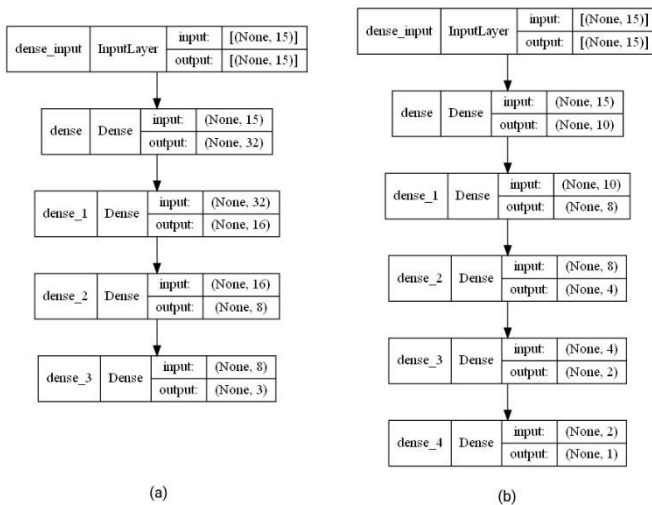 dense_input InputLayer input: [(None, 15)]
output: [(None, 15)]
dense Dense input: (None, 15)
output: (None, 32)
dense_1 Dense input: (None, 32)
output: (None, 16)
dense_2 Dense input: (None, 16)
output: (None, 8)
dense_3 Dense input: (None, 8)
output: (None, 3)
(a)
dense_input InputLayer input: [(None, 15)]
output: [(None, 15)]
dense Dense input: (None, 15)
output: (None, 10)
dense_1 Dense input: (None, 10)
output: (None, 8)
dense_2 Dense input: (None, 8)
output: (None, 4)
dense_3 Dense input: (None, 4)
output: (None, 2)
dense_4 Dense input: (None, 2)
output: (None, 1)
(b)